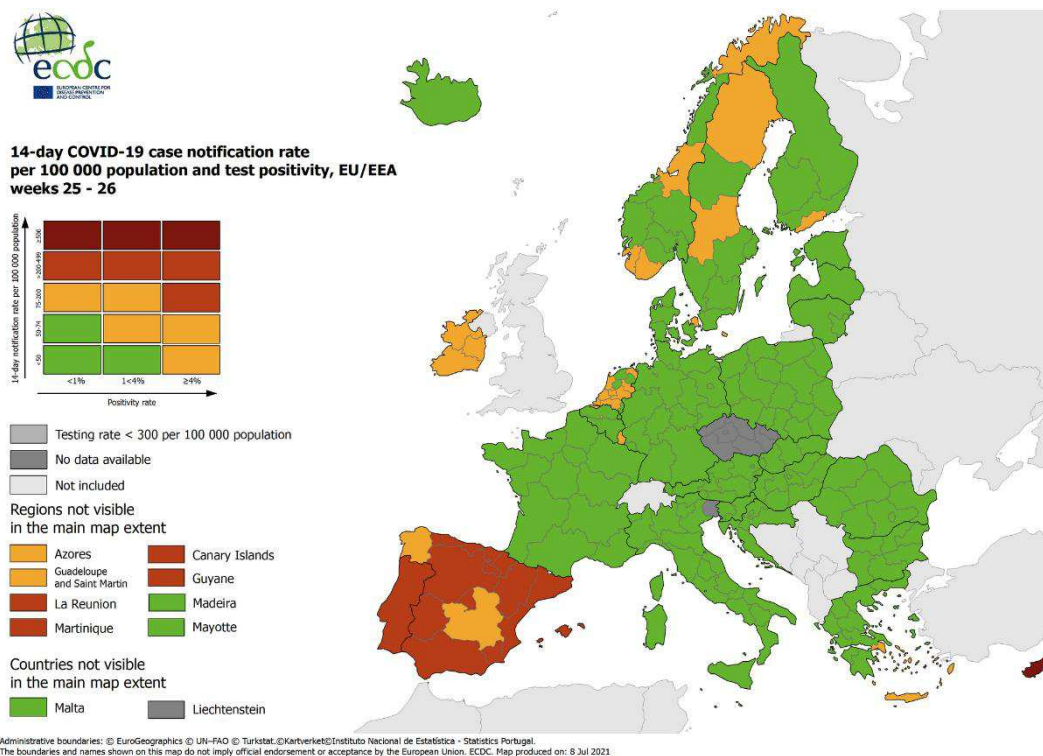 ecdc
EUROPEAN CENTRE FOR
DISEASE PREVENTION
AND CONTROL
14-day COVID-19 case notification rate
per 100 000 population and test positivity, EU/EEA
weeks 25 - 26
14-day notification rate per 100 000 population
≥500
>200-499
75-200
50-74
<50
<1%
1<4%
≥4%
Positivity rate
Testing rate < 300 per 100 000 population
No data available
Not included
Regions not visible
in the main map extent
Azores
Canary Islands
Guadeloupe
and Saint Martin
Guyane
La Reunion
Madeira
Martinique
Mayotte
Countries not visible
in the main map extent
Malta
Liechtenstein
Administrative boundaries: © EuroGeographics © UN–FAO © Turkstat.©Kartverket©Instituto Nacional de Estatística - Statistics Portugal.
The boundaries and names shown on this map do not imply official endorsement or acceptance by the European Union. ECDC. Map produced on: 8 Jul 2021